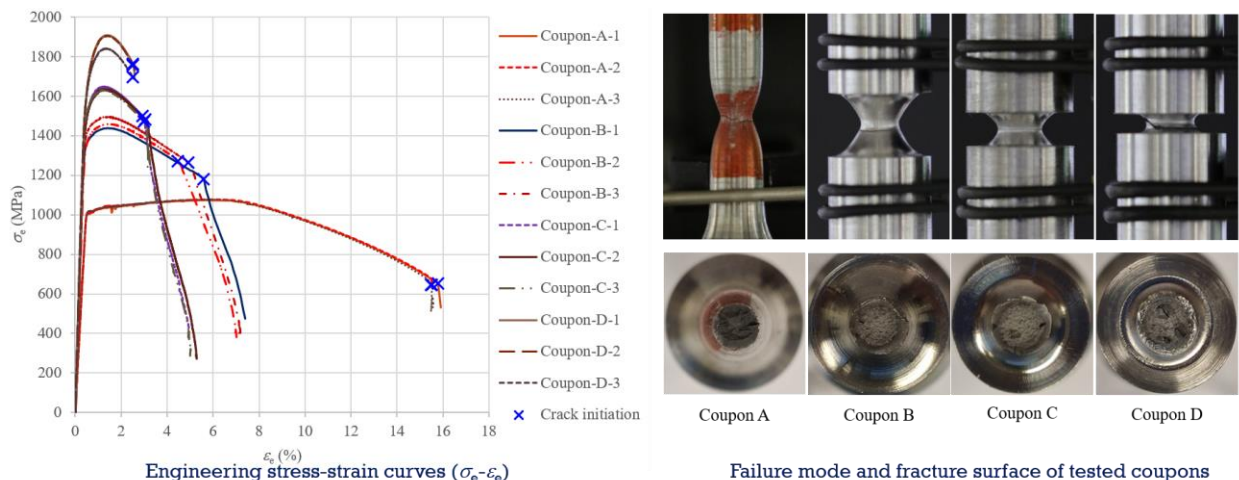 2000
1800
1600
1400
1200
1000
800
600
400
200
0
σe (MPa)
0 2 4 6 8 10 12 14 16 18
εe (%)
Coupon-A-1
Coupon-A-2
Coupon-A-3
Coupon-B-1
Coupon-B-2
Coupon-B-3
Coupon-C-1
Coupon-C-2
Coupon-C-3
Coupon-D-1
Coupon-D-2
Coupon-D-3
Crack initiation
Engineering stress-strain curves (σe-εe)
Coupon A Coupon B Coupon C Coupon D
Failure mode and fracture surface of tested coupons